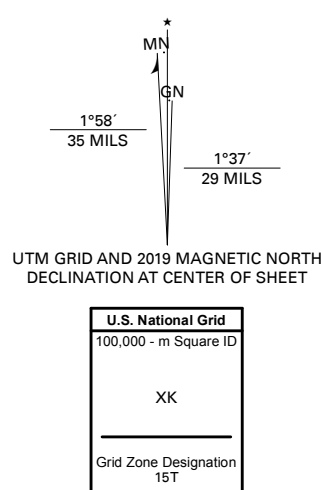 MN
GN
1°58´
35 MILS
1°37´
29 MILS
UTM GRID AND 2019 MAGNETIC NORTH
DECLINATION AT CENTER OF SHEET
U.S. National Grid
100,000 - m Square ID
XK
Grid Zone Designation
15T